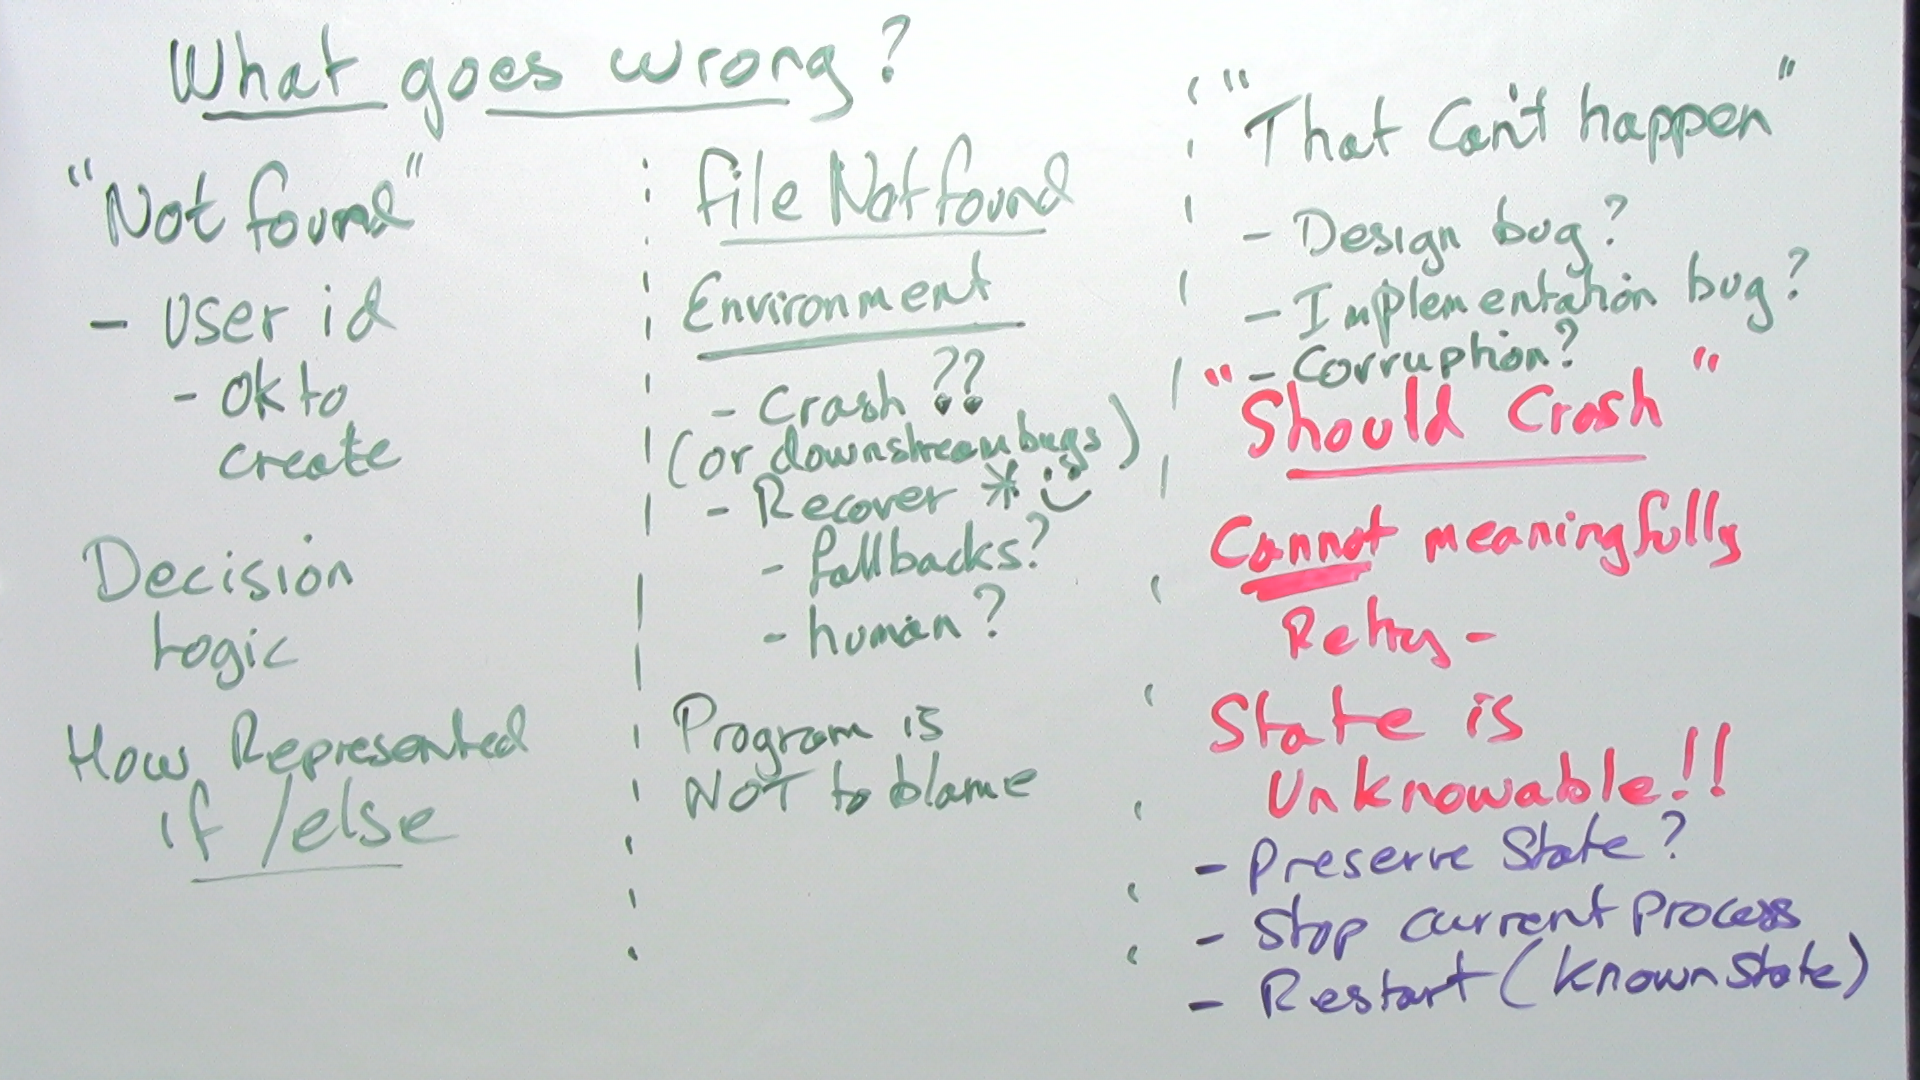 What goes wrong?
"Not found"
- User id
- Ok to
create
Decision
Logic
How Represented
if /else
File Not found
Environment
- Crash ??
(or downstream bugs)
- Recover *
- fallbacks?
- human?
Program is
NOT to blame
"That Can't happen"
- Design bug?
- Implementation bug?
- Corruption?
"Should Crash"
Cannot meaningfully
Retry -
State is
Unknowable!!
- Preserve State?
- Stop current Process
- Restart (known State)